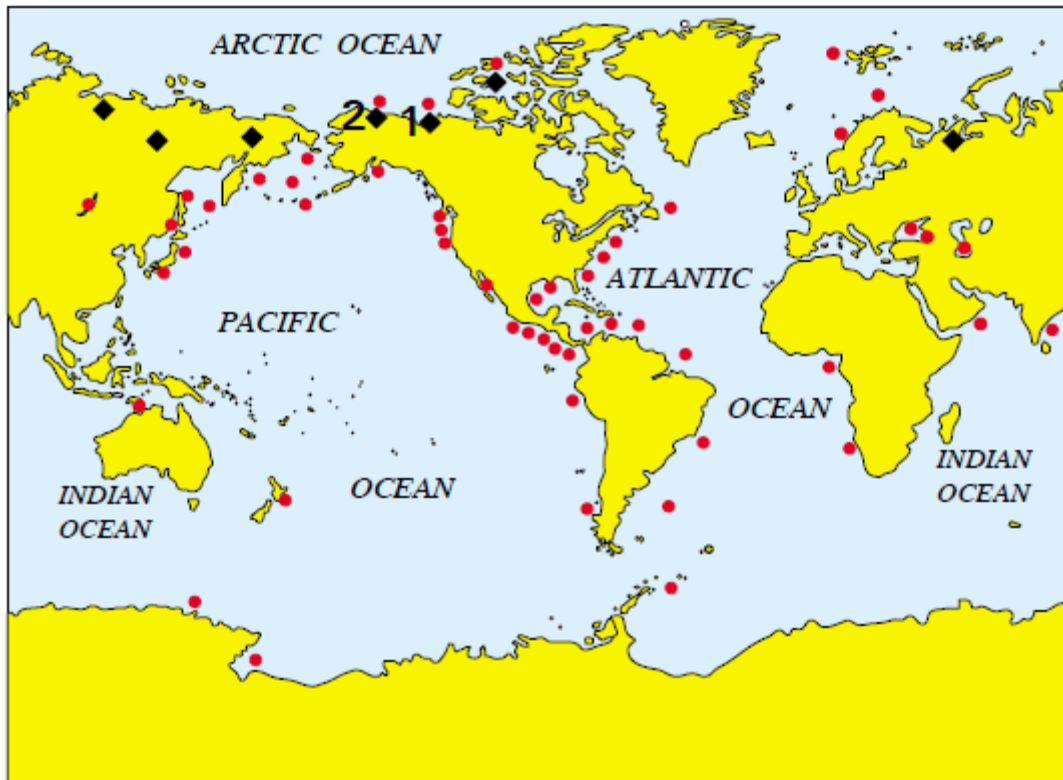 ARCTIC OCEAN
2 1
ATLANTIC
PACIFIC
OCEAN
INDIAN
OCEAN
OCEAN
INDIAN
OCEAN